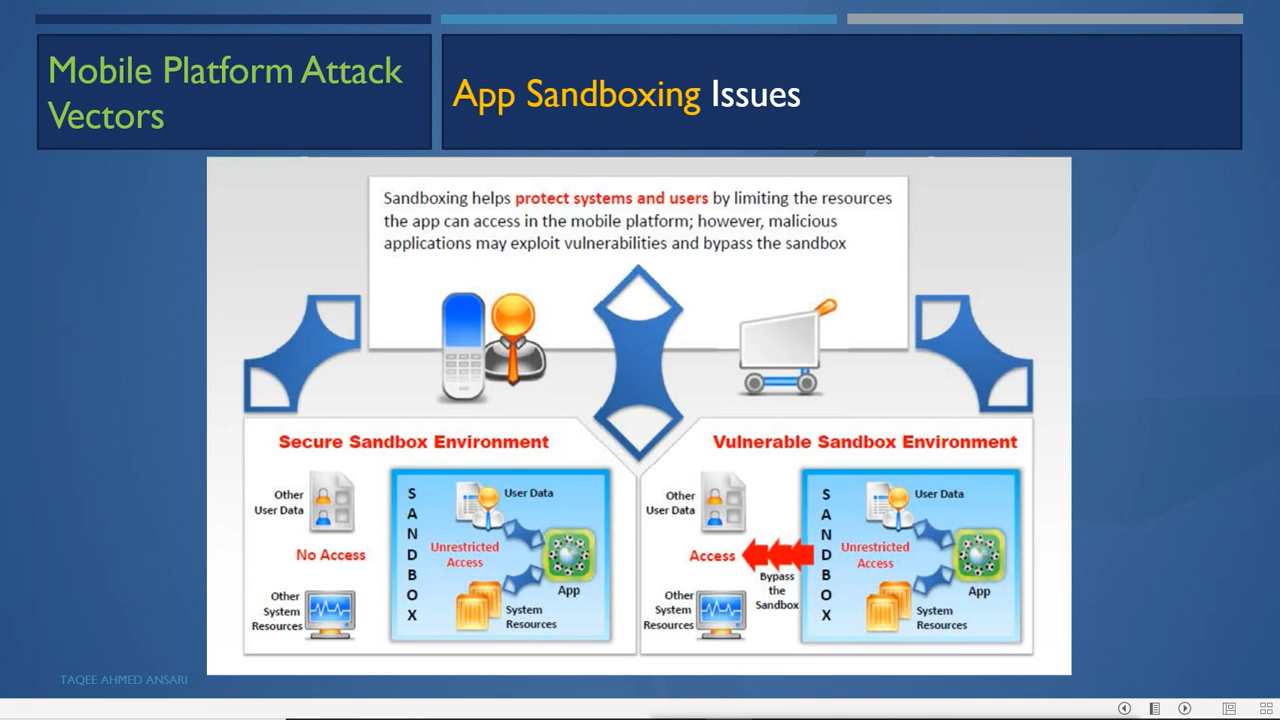 Mobile Platform Attack
Vectors
App Sandboxing Issues
Sandboxing helps protect systems and users by limiting the resources
the app can access in the mobile platform; however, malicious
applications may exploit vulnerabilities and bypass the sandbox
Secure Sandbox Environment
Other
User Data
No Access
Other
System
Resources
S
A
N
D
B
O
X
User Data
Unrestricted
Access
App
System
Resources
Vulnerable Sandbox Environment
Other
User Data
Access
Bypass
the
Sandbox
Other
System
Resources
S
A
N
D
B
O
X
User Data
Unrestricted
Access
App
System
Resources
TAQEE AHMED ANSARI